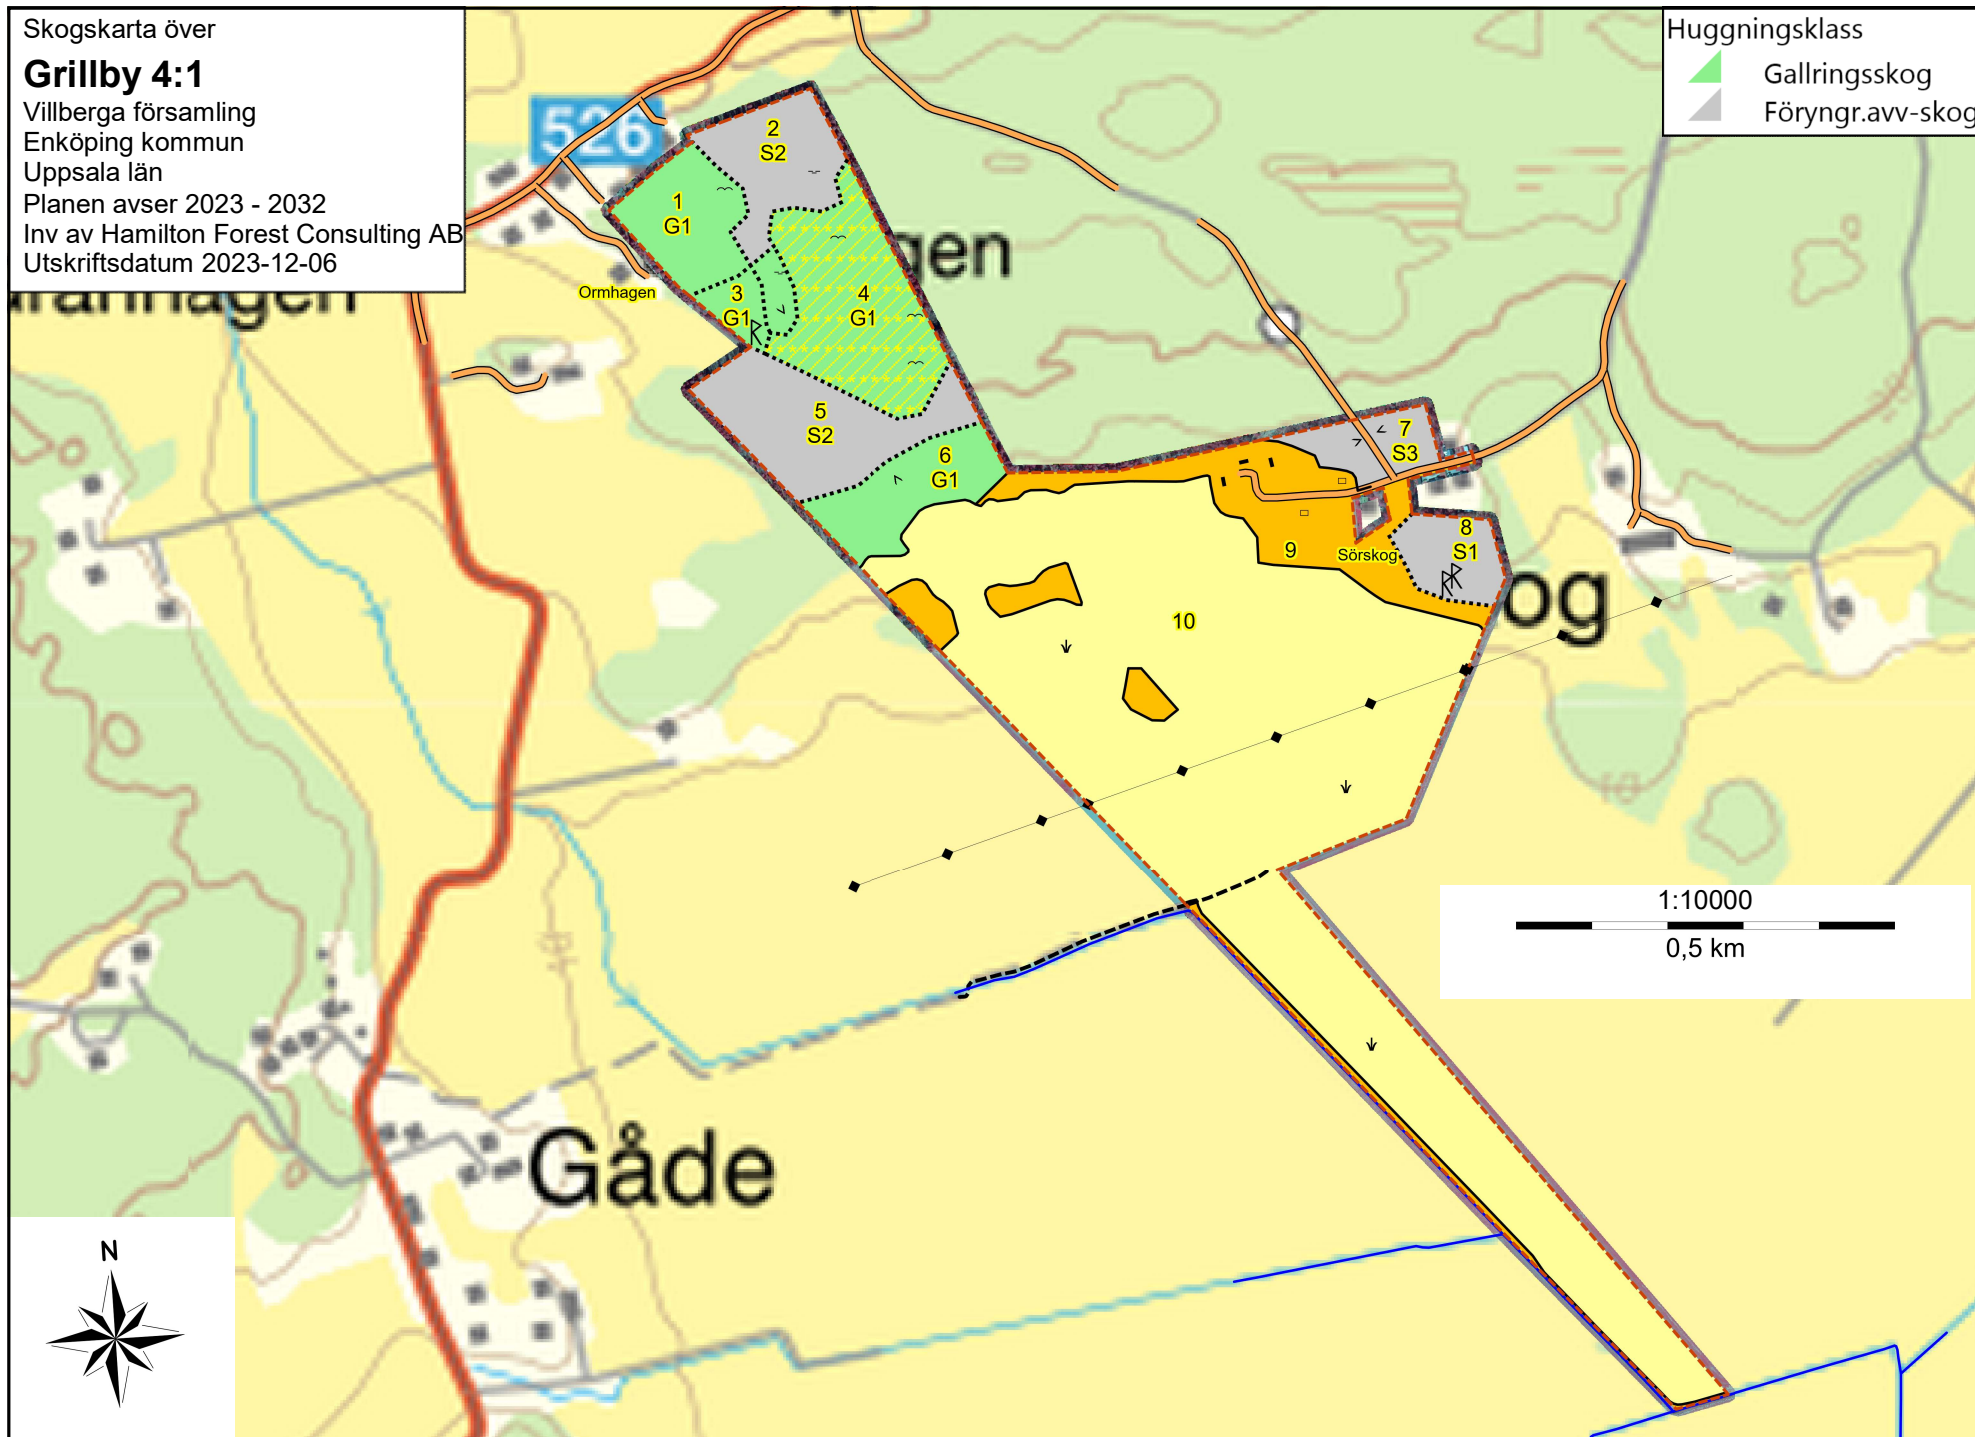 Skogskarta över
Grillby 4:1
Villberga församling
Enköping kommun
Uppsala län
Planen avser 2023 - 2032
Inv av Hamilton Forest Consulting AB
Utskriftsdatum 2023-12-06
Huggningsklass
Gallringsskog
Föryngr.avv-skog
526
2
S2
1
G1
gen
3
G1
4
G1
Ormhagen
5
S2
6
G1
7
S3
8
S1
9
Sörskog
og
10
1:10000
0,5 km
Gåde
N